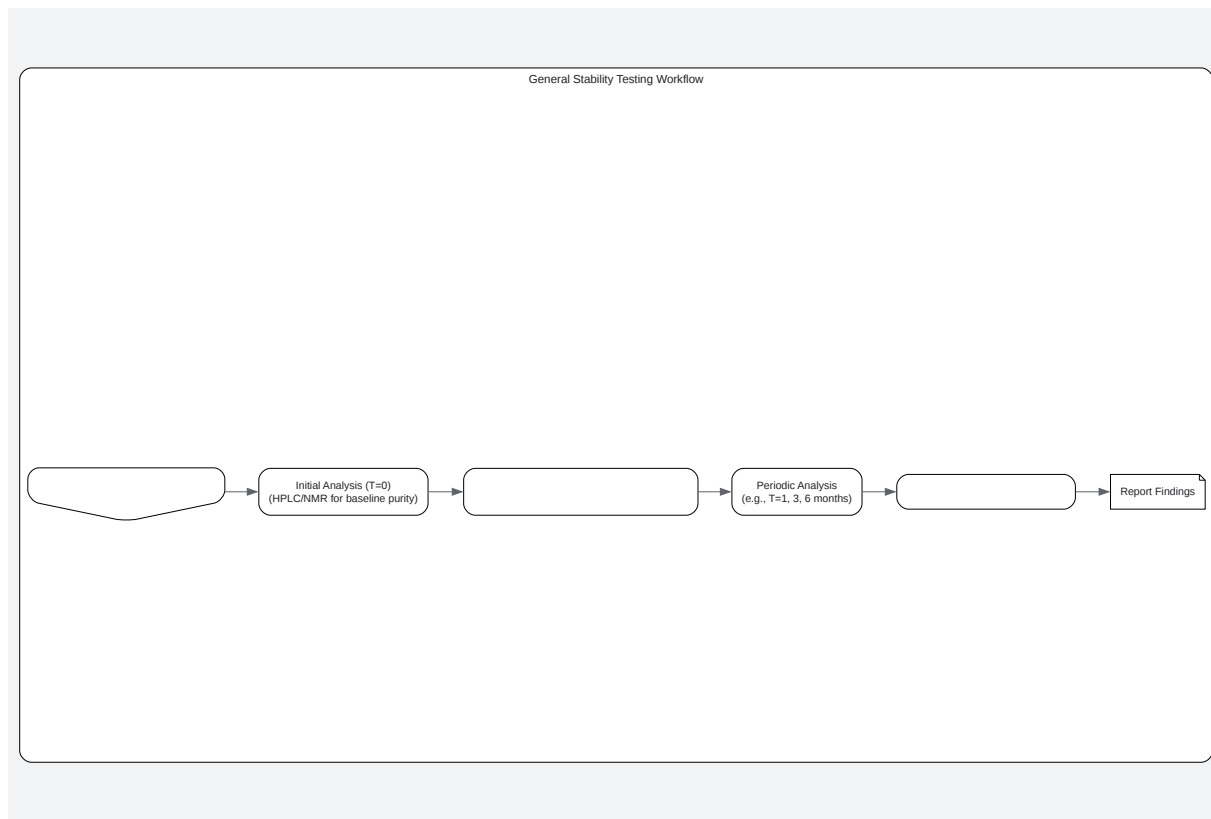 General Stability Testing Workflow
Initial Analysis (T=0)
(HPLC/NMR for baseline purity)
Periodic Analysis
(e.g., T=1, 3, 6 months)
Report Findings